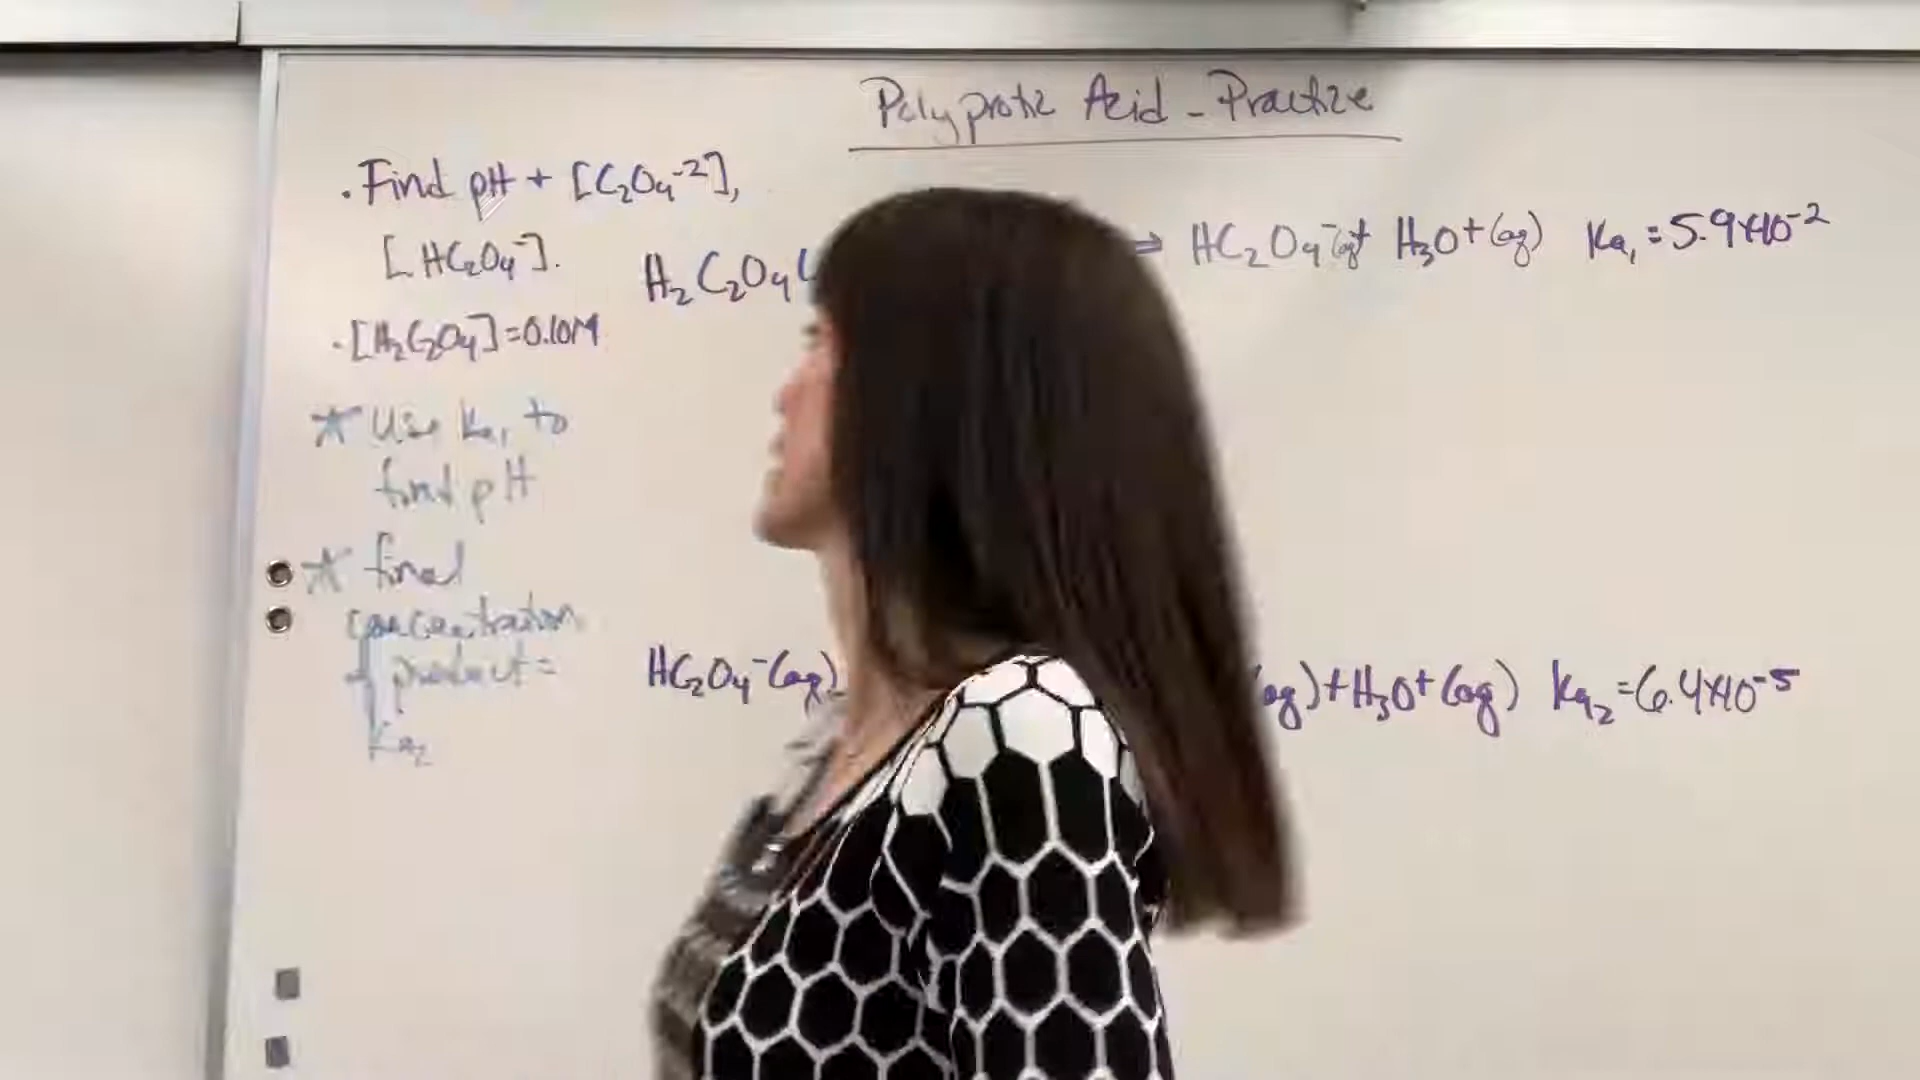 Polyprotic Acid - Practice
. Find pH + [C₂O₄⁻²],
[HC₂O₄⁻].
. [H₂C₂O₄] = 0.10M
H₂C₂O₄(
⇌ HC₂O₄⁻(aq) + H₃O⁺(aq) Ka₁ = 5.9x10⁻²
* Use Ka₁ to
find pH
* final
concentration
of product =
Ka₂
HC₂O₄⁻(aq)
aq) + H₃O⁺(aq) Ka₂ = 6.4x10⁻⁵